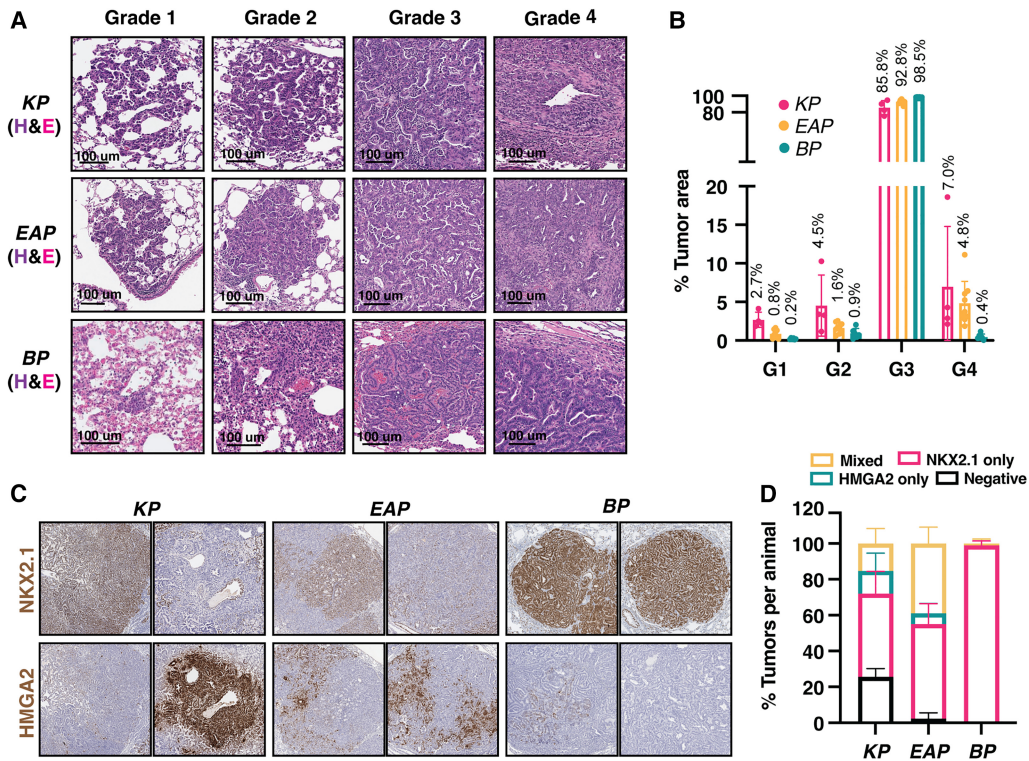 A
Grade 1 Grade 2 Grade 3 Grade 4
KP
(H&E)
100 um 100 um 100 um 100 um
EAP
(H&E)
100 um 100 um 100 um 100 um
BP
(H&E)
100 um 100 um 100 um 100 um
B
% Tumor area
100
80
20
15
10
5
0
KP
EAP
BP
2.7% 0.8% 0.2%
4.5% 1.6% 0.9%
85.8% 92.8% 98.5%
7.0% 4.8% 0.4%
G1 G2 G3 G4
C
KP EAP BP
NKX2.1
HMGA2
D
Mixed NKX2.1 only
HMGA2 only Negative
% Tumors per animal
120
100
80
60
40
20
0
KP EAP BP